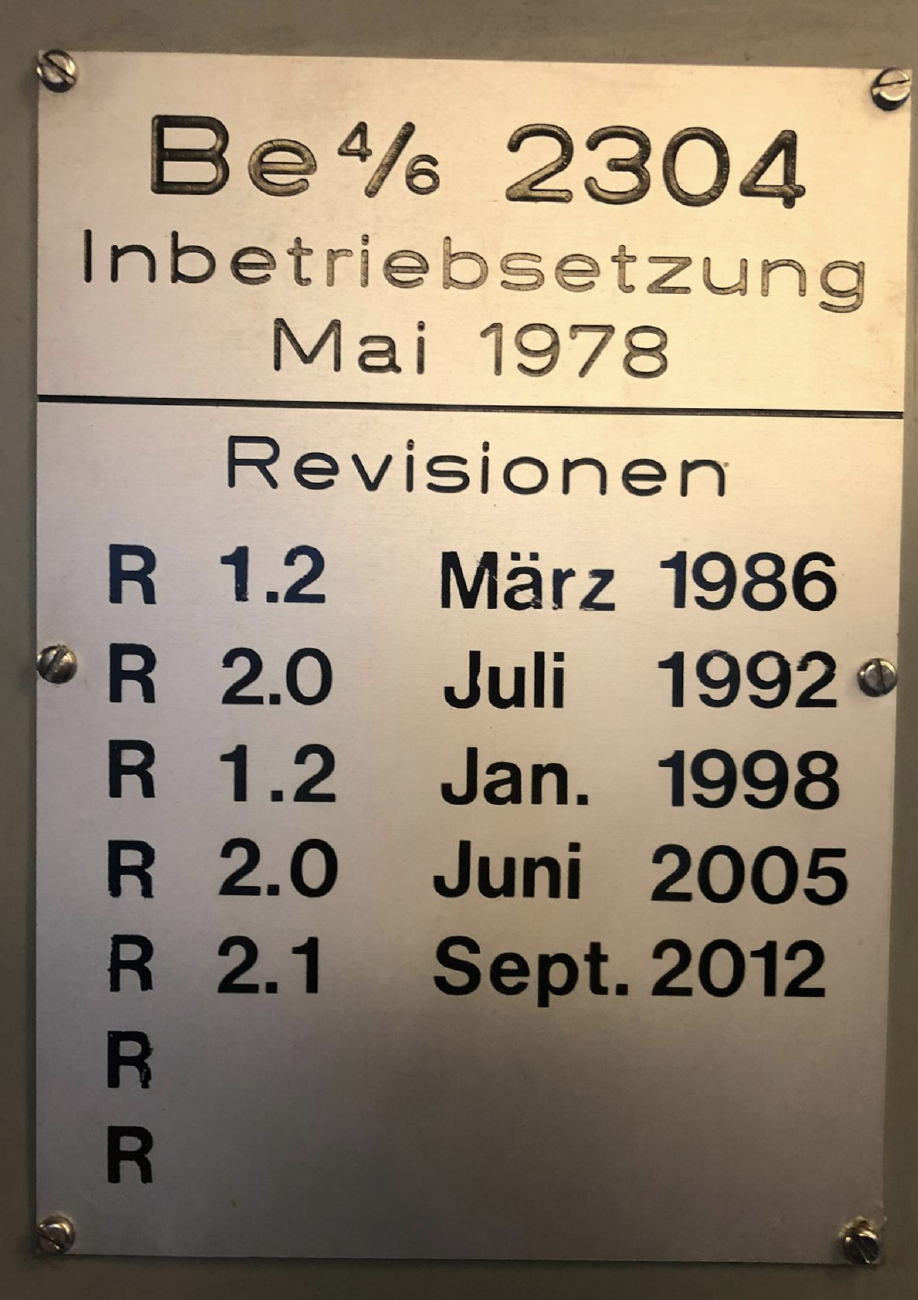 Be 4/6 2304
Inbetriebsetzung
Mai 1978
Revisionen
R 1.2 März 1986
R 2.0 Juli 1992
R 1.2 Jan. 1998
R 2.0 Juni 2005
R 2.1 Sept. 2012
R
R